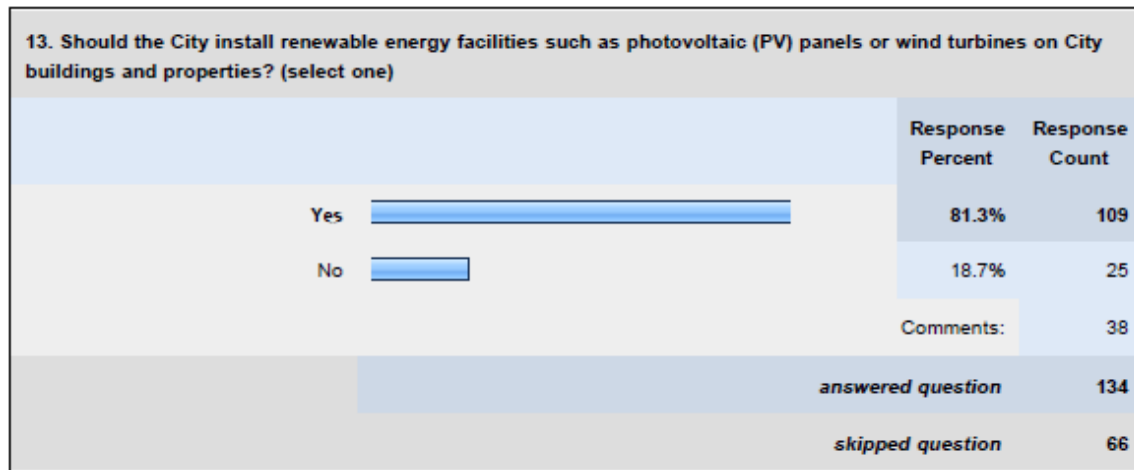 13. Should the City install renewable energy facilities such as photovoltaic (PV) panels or wind turbines on City
buildings and properties? (select one)
Response Percent
Response Count
Yes 81.3% 109
No 18.7% 25
Comments: 38
answered question 134
skipped question 66